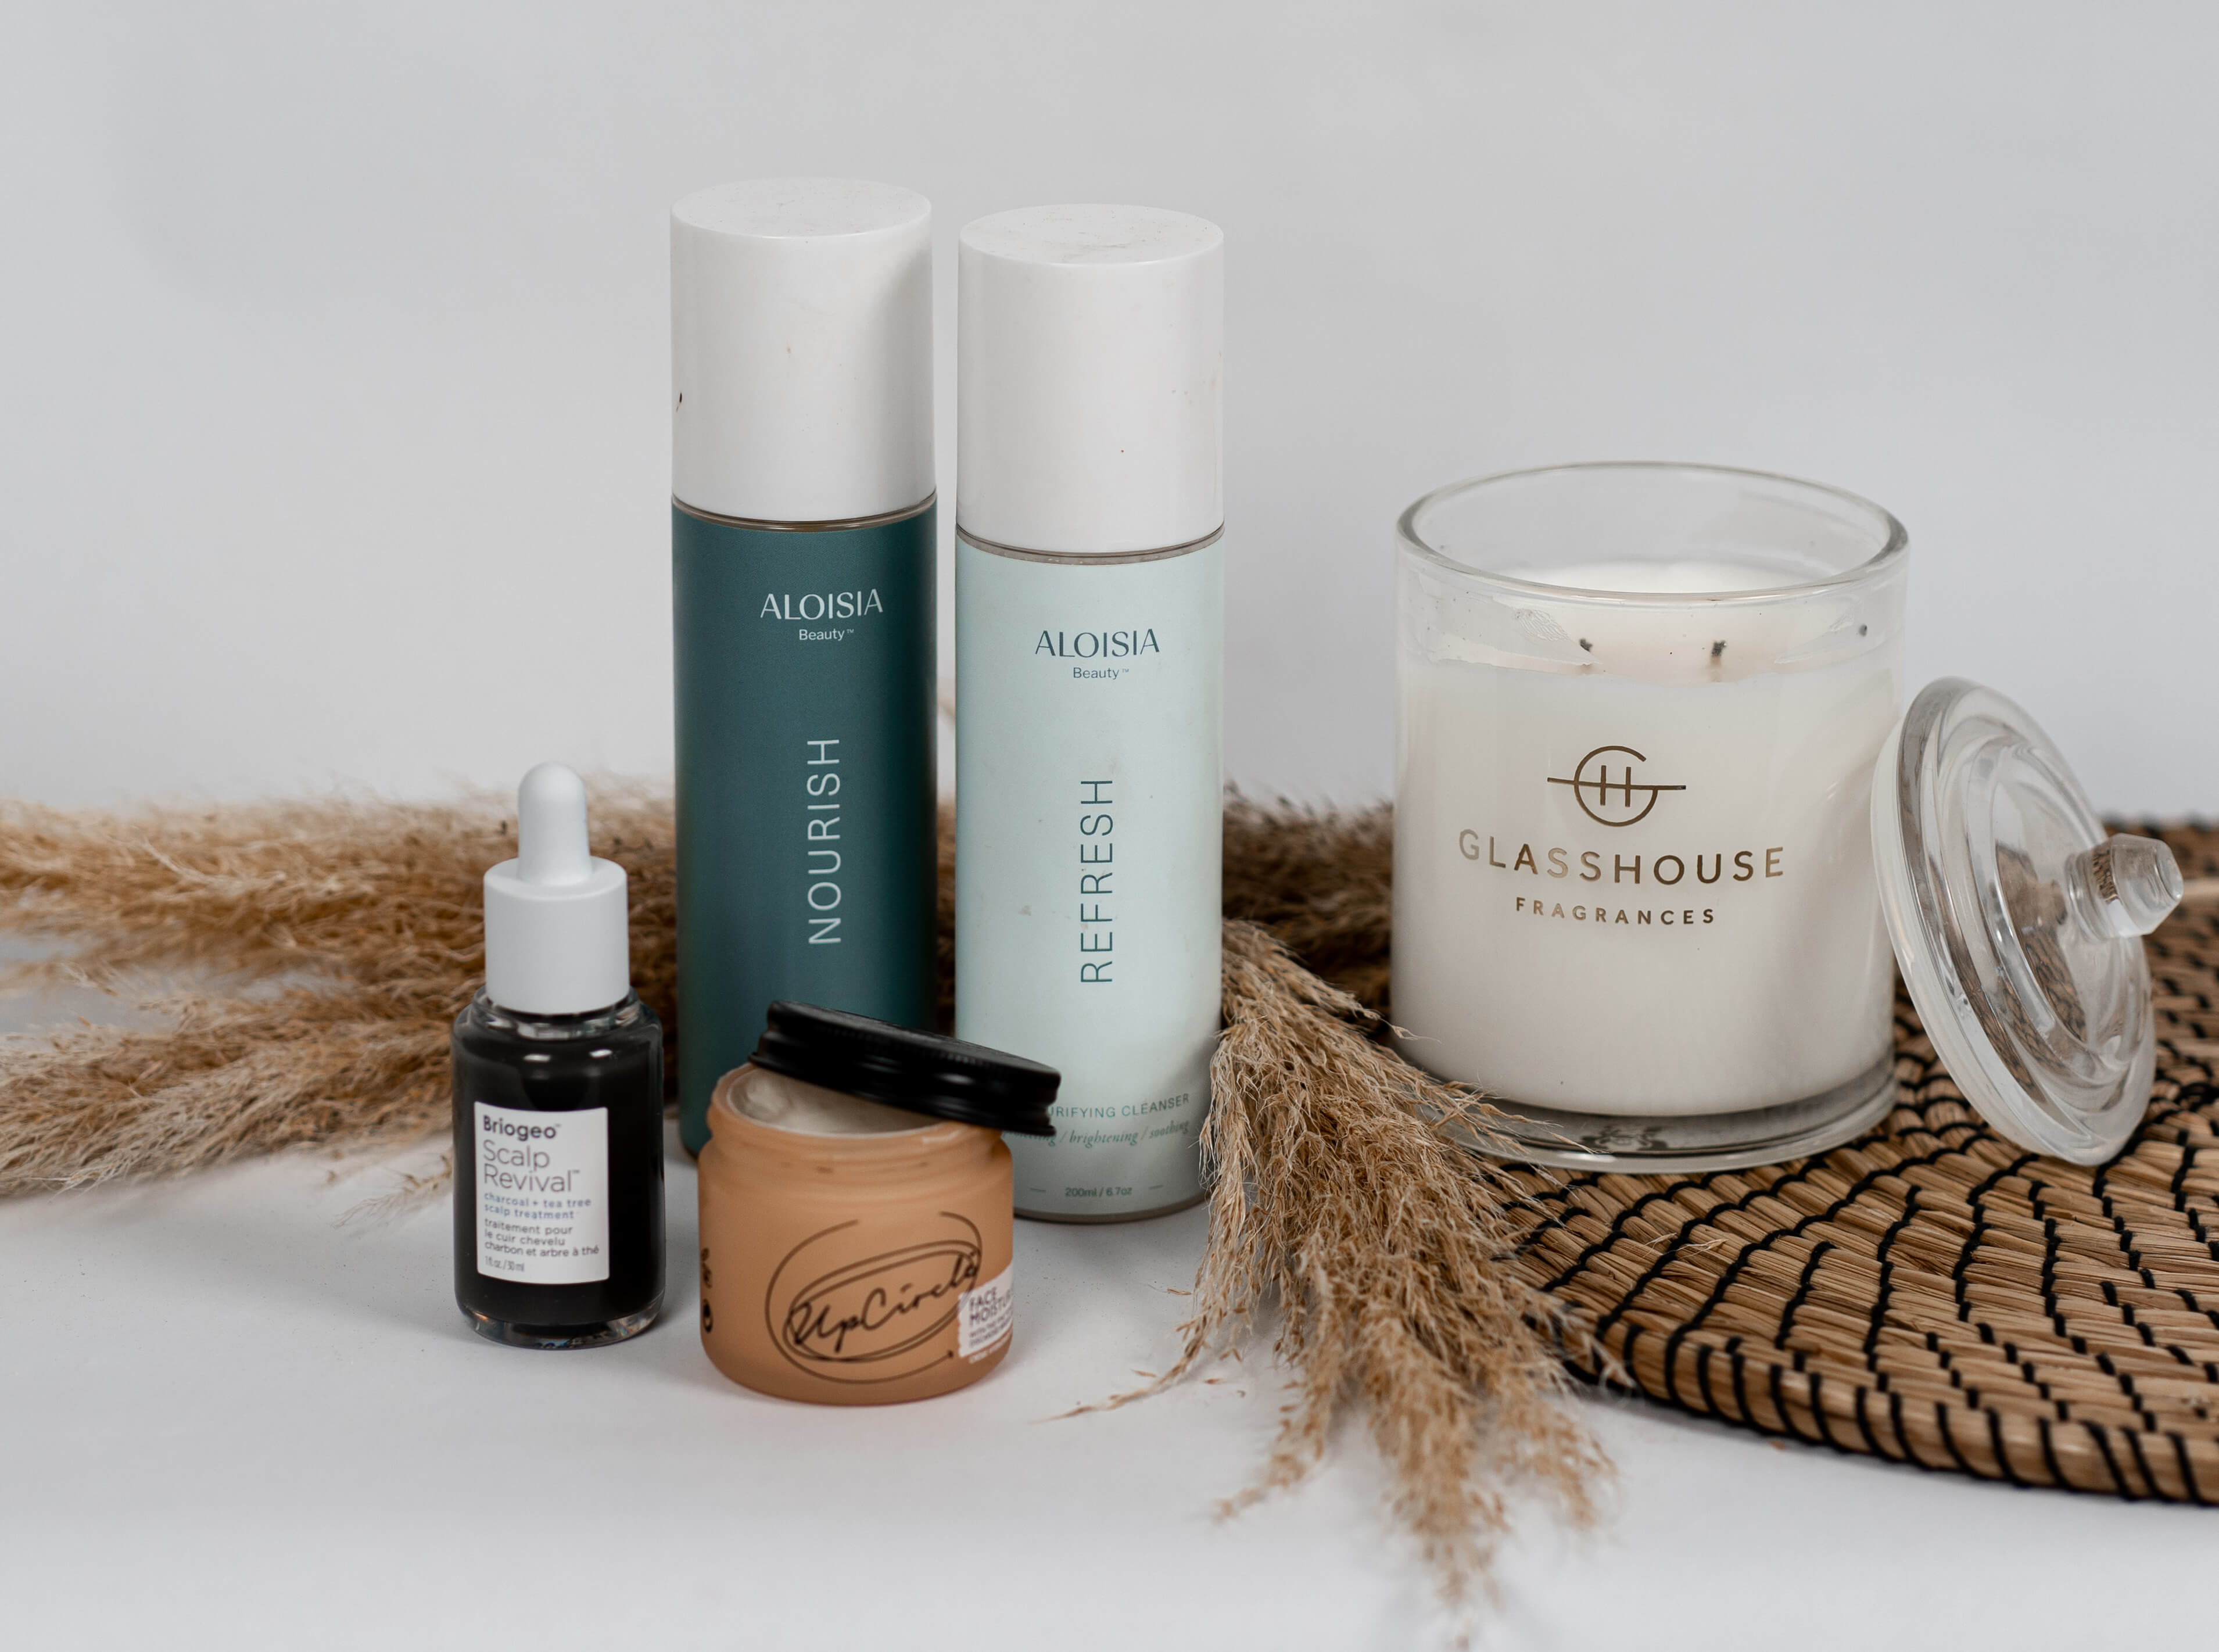 ALOISIA
Beauty™
NOURISH
ALOISIA
Beauty™
REFRESH
CLEANSER
/ brightening / soothing
200ml / 6.7oz
GLASSHOUSE
FRAGRANCES
Briogeo™
Scalp
Revival™
charcoal + tea tree
scalp treatment
traitement pour
le cuir chevelu
charbon et arbre à thé
1 fl.oz./30 ml
UpCircle
FACE